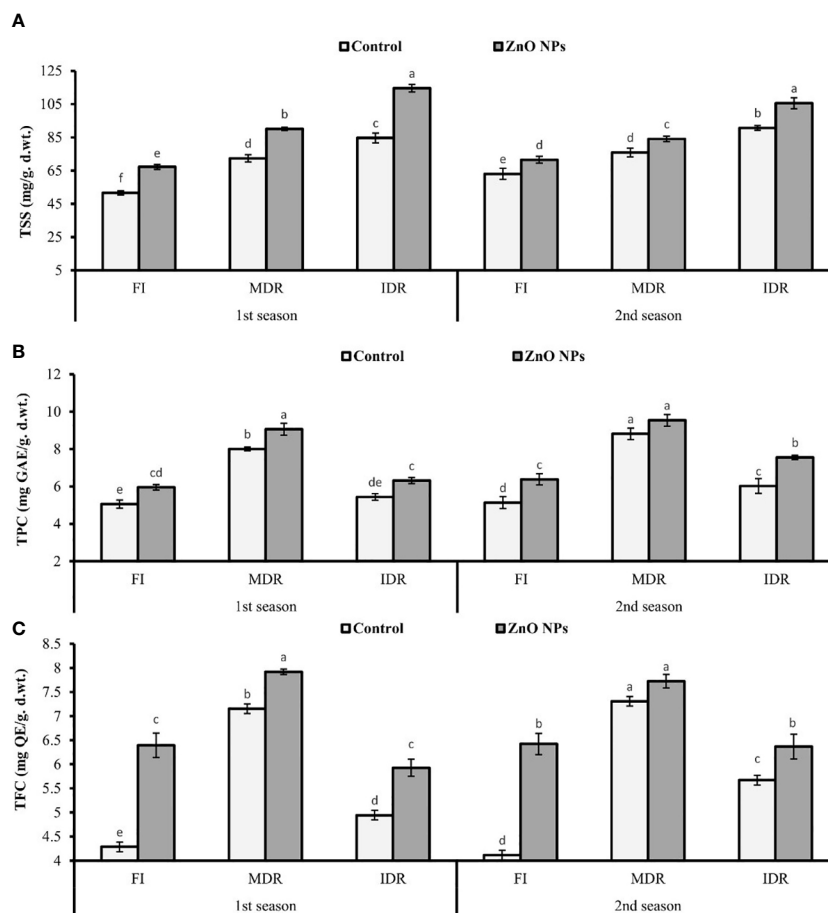 A
Control ZnO NPs
TSS (mg/g. d.wt.)
125
105
85
65
45
25
5
f e d b c a e d d c b a
FI MDR IDR FI MDR IDR
1st season 2nd season
B
Control ZnO NPs
TPC (mg GAE/g. d.wt.)
12
10
8
6
4
2
e cd b a de c d c a a c b
FI MDR IDR FI MDR IDR
1st season 2nd season
C
Control ZnO NPs
TFC (mg QE/g. d.wt.)
8.5
8
7.5
7
6.5
6
5.5
5
4.5
4
e c b a d c d b a a c b
FI MDR IDR FI MDR IDR
1st season 2nd season